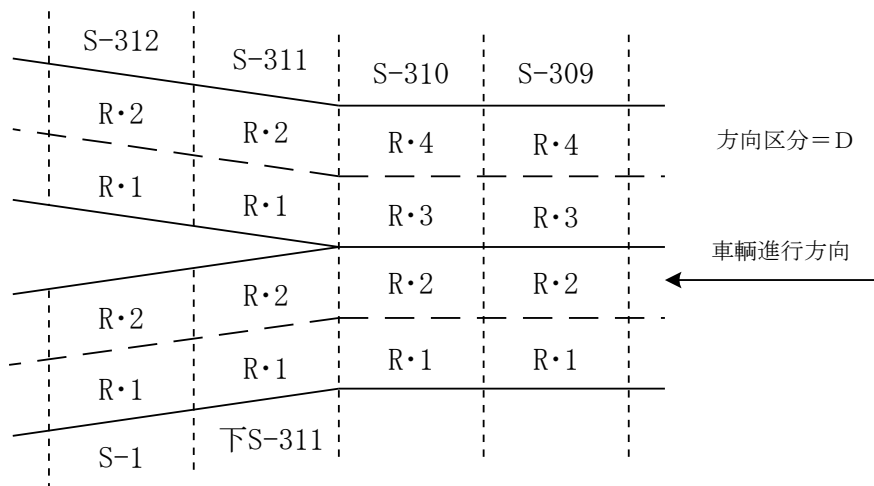 S-312
S-311
S-310
S-309
R・2
R・2
R・4
R・4
方向区分=D
R・1
R・1
R・3
R・3
車輌進行方向
R・2
R・2
R・2
R・2
R・1
R・1
R・1
R・1
S-1
下S-311